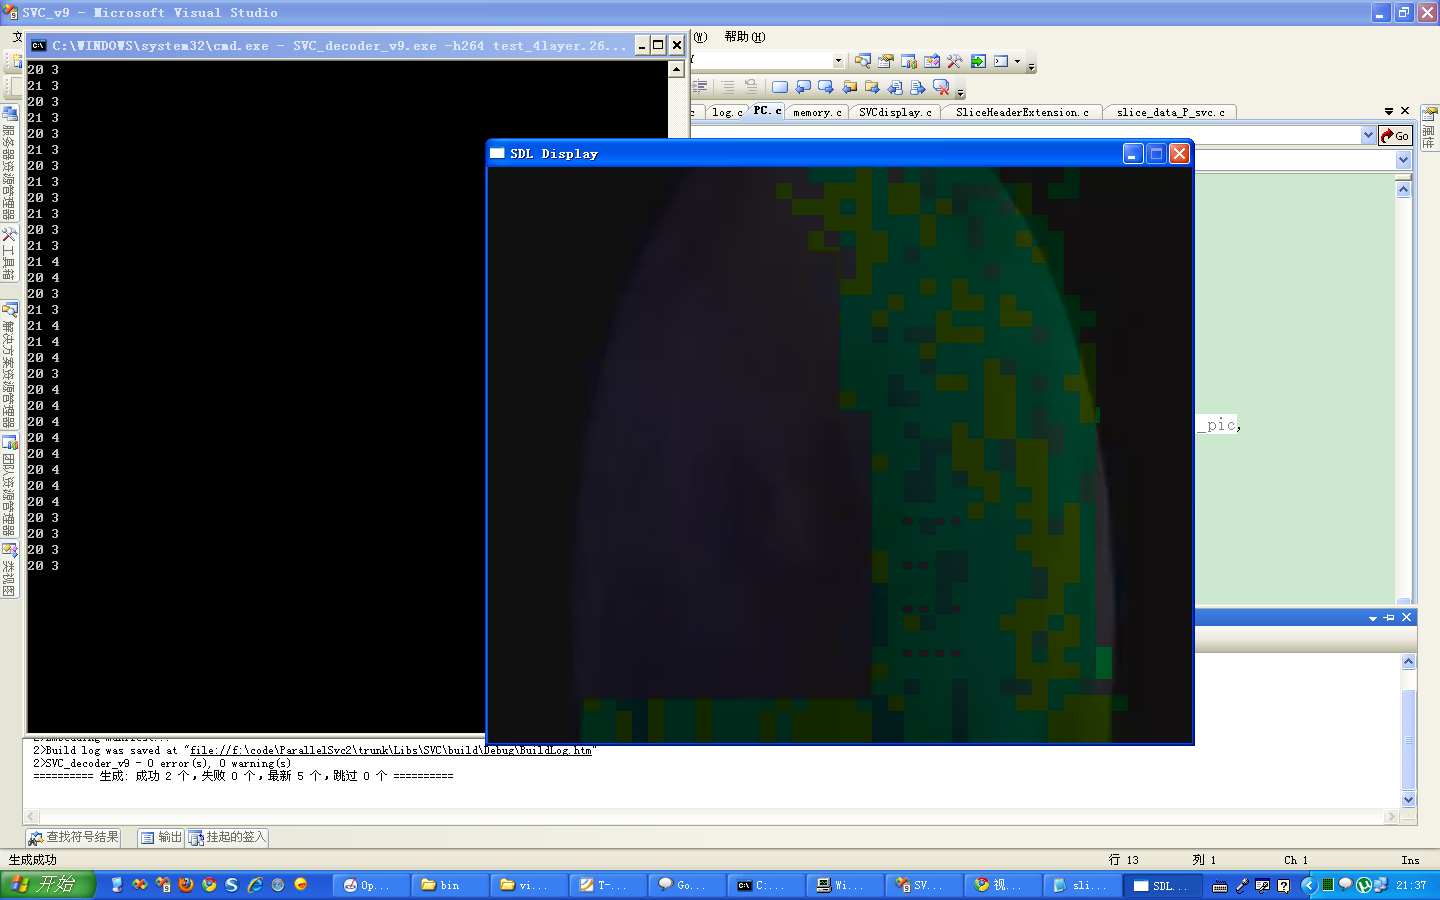 SVC_v9 - Microsoft Visual Studio
文
C:\WINDOWS\system32\cmd.exe - SVC_decoder_v9.exe -h264 test_4layer.26...
(W) 帮助(H)
log.c PC.c memory.c SVCdisplay.c SliceHeaderExtension.c slice_data_P_svc.c
Go
20 3
21 3
20 3
21 3
20 3
21 3
20 3
21 3
20 3
21 3
20 3
21 3
21 4
20 4
20 3
21 3
21 4
21 4
20 4
20 3
20 4
20 4
20 4
20 4
20 4
20 4
20 4
20 4
20 3
20 3
20 3
20 3
服务器资源管理器
工具箱
解决方案资源管理器
团队资源管理器
类视图
属性
SDL Display
_pic,
2>Embedding manifest...
2>Build log was saved at "file://f:\code\ParallelSvc2\trunk\Libs\SVC\build\Debug\BuildLog.htm"
2>SVC_decoder_v9 - 0 error(s), 0 warning(s)
========== 生成: 成功 2 个，失败 0 个，最新 5 个，跳过 0 个 ==========
查找符号结果 输出 挂起的签入
生成成功 行 13 列 1 Ch 1 Ins
开始 Op... bin vi... T-... Go... C:... Wi... SV... 视... sli... SDL... 21:37